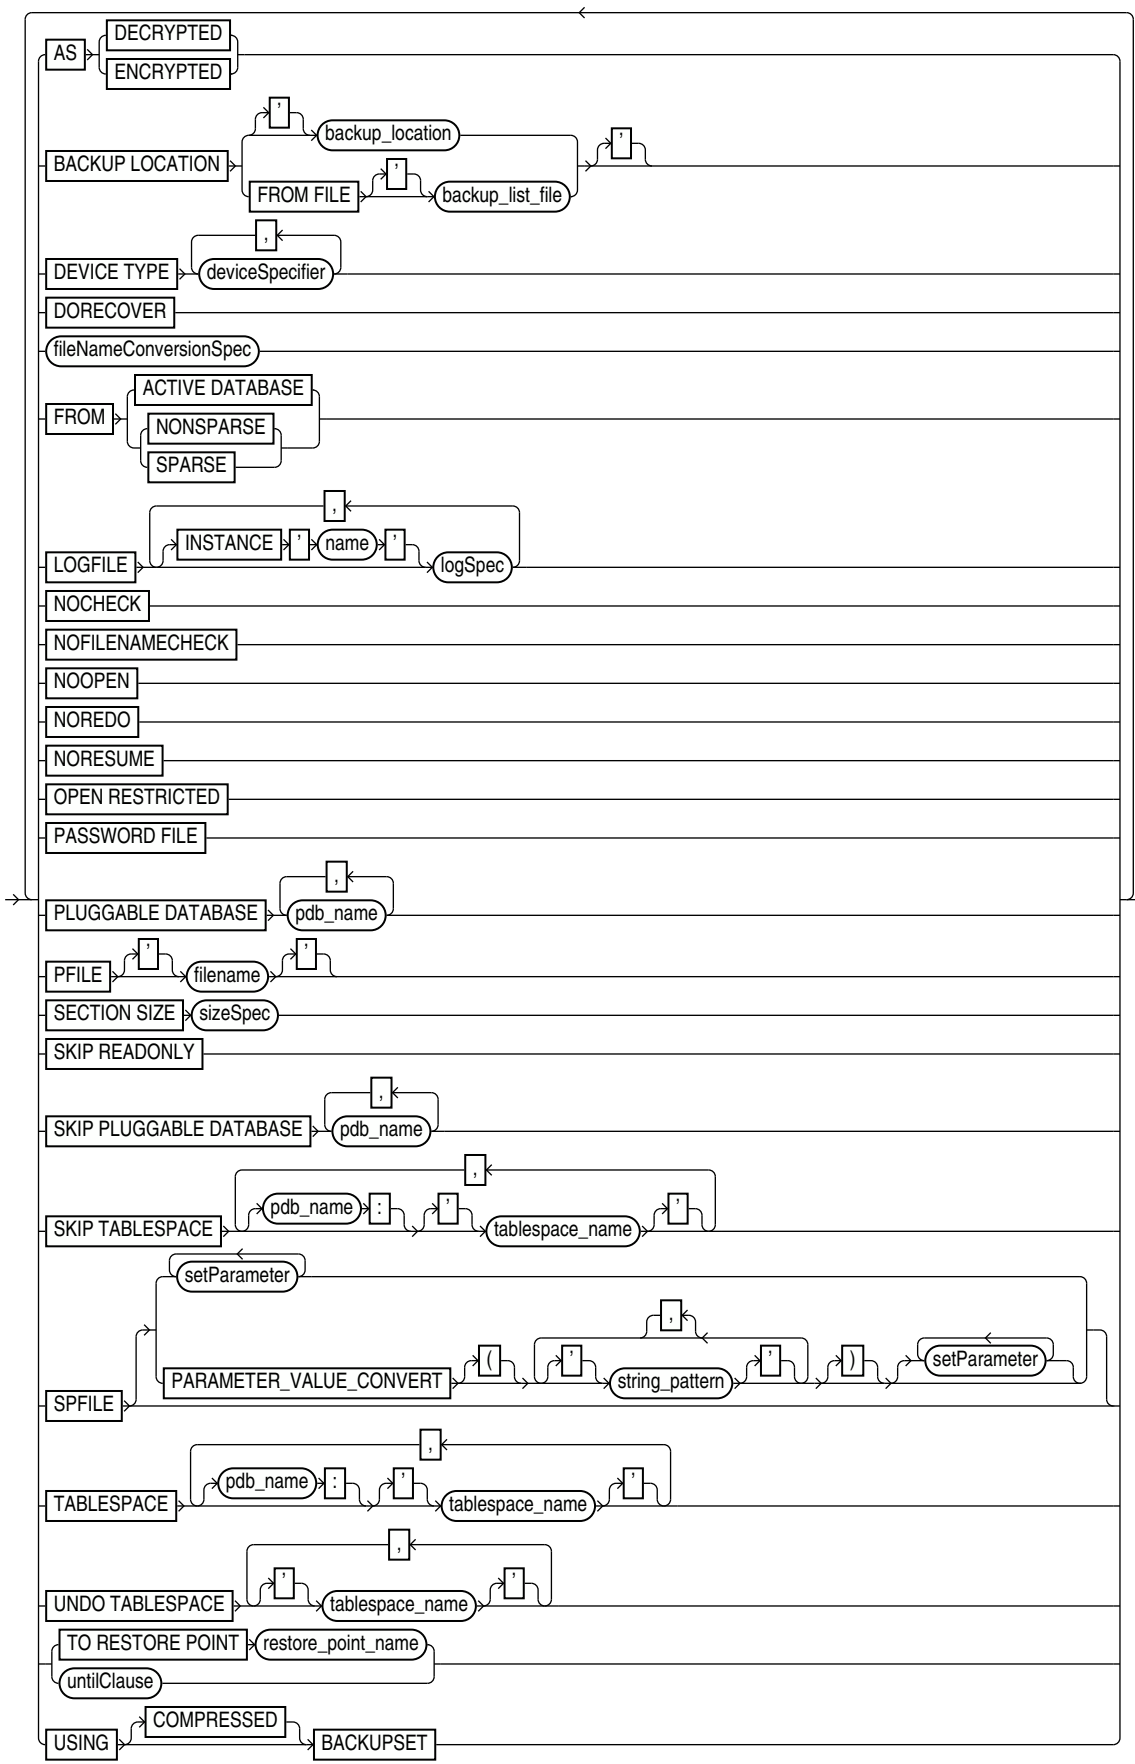 DECRYPTED
AS
ENCRYPTED
'
backup_location
'
BACKUP LOCATION
'
FROM FILE
backup_list_file
,
DEVICE TYPE deviceSpecifier
DORECOVER
fileNameConversionSpec
ACTIVE DATABASE
FROM
NONSPARSE
SPARSE
,
INSTANCE ' name '
LOGFILE logSpec
NOCHECK
NOFILENAMECHECK
NOOPEN
NOREDO
NORESUME
OPEN RESTRICTED
PASSWORD FILE
,
PLUGGABLE DATABASE pdb_name
' '
PFILE filename
SECTION SIZE sizeSpec
SKIP READONLY
,
SKIP PLUGGABLE DATABASE pdb_name
,
pdb_name : ' '
SKIP TABLESPACE tablespace_name
setParameter
,
( ' ' ) setParameter
PARAMETER_VALUE_CONVERT string_pattern
SPFILE
,
pdb_name : ' '
TABLESPACE tablespace_name
,
' '
UNDO TABLESPACE tablespace_name
TO RESTORE POINT restore_point_name
untilClause
COMPRESSED
USING BACKUPSET